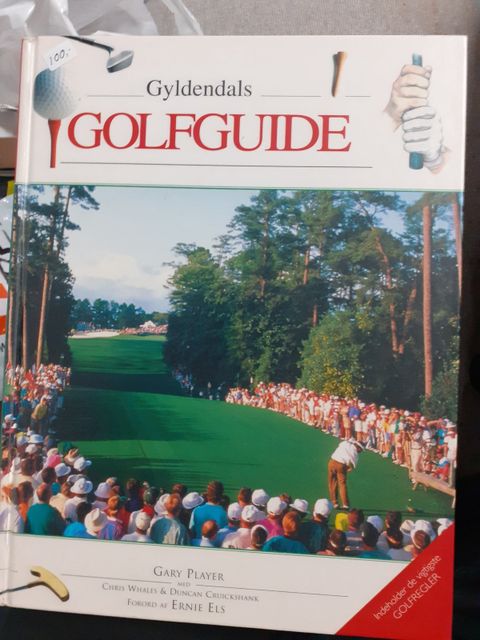 100,-
Gyldendals
GOLFGUIDE
GARY PLAYER
MED
CHRIS WHALES & DUNCAN CRUICKSHANK
FORORD AF ERNIE ELS
Indeholder de vigtigste
GOLFREGLER